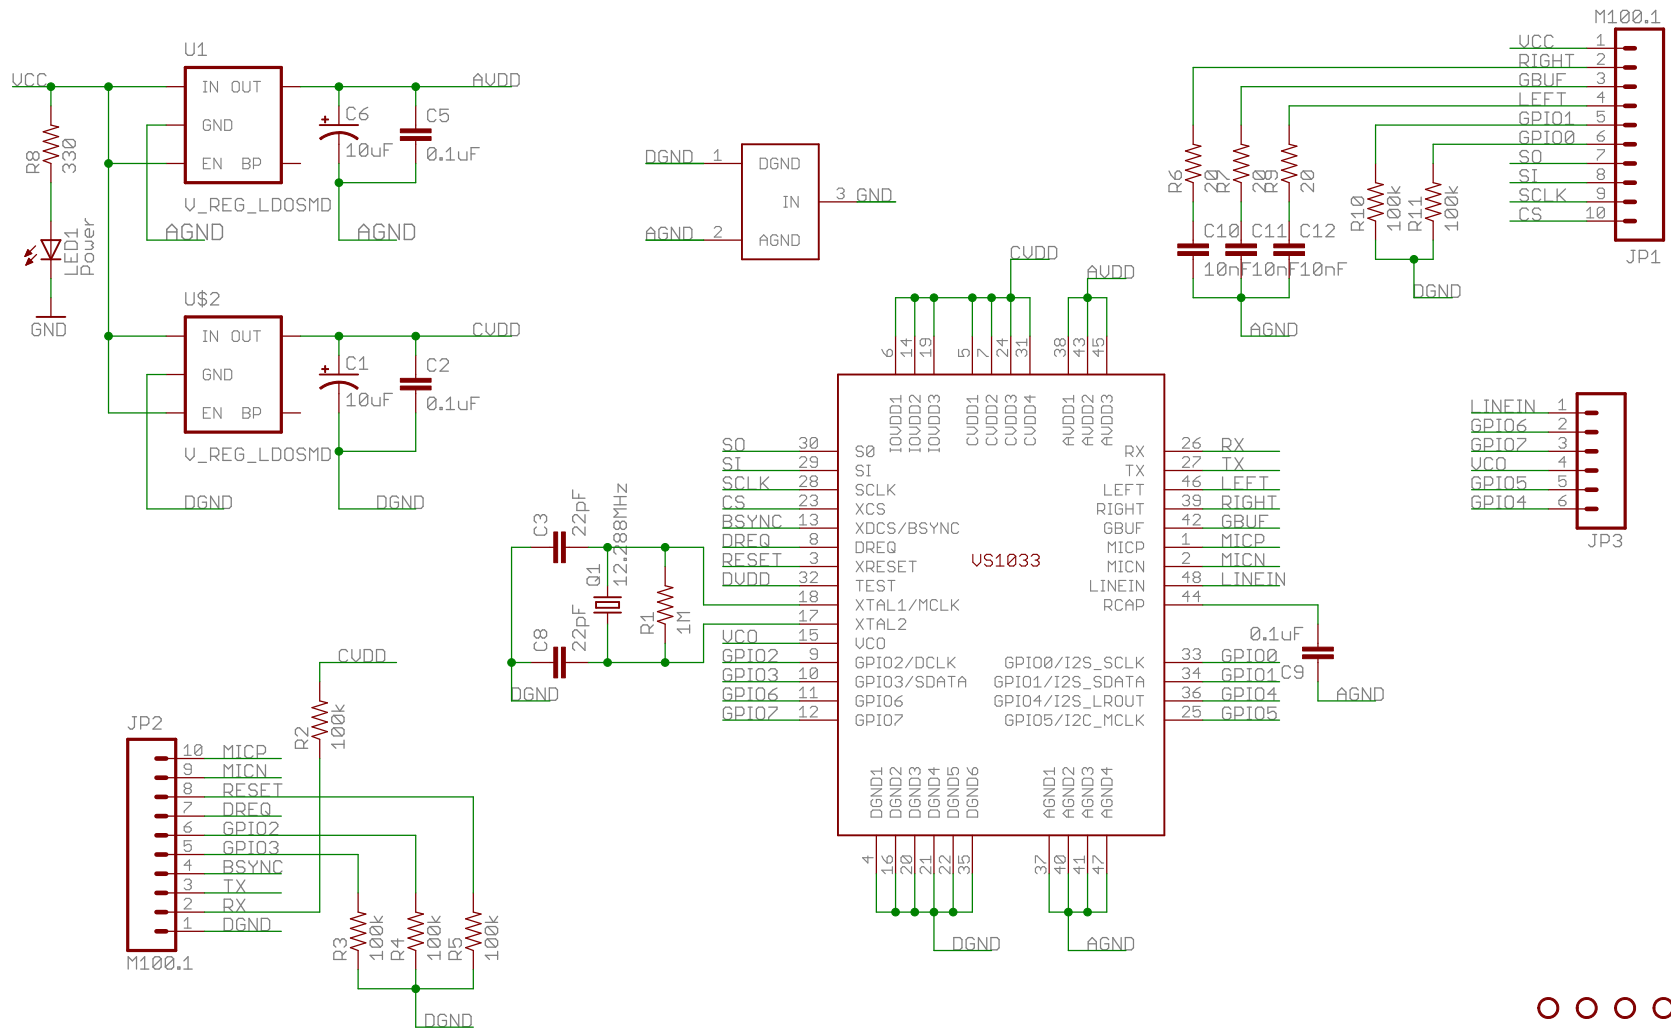 U1
VCC
IN OUT
GND
EN BP
V_REG_LDOSMD
AGND
AVDD
C6
10uF
C5
0.1uF
AGND
R8
330
LED1
Power
GND
U$2
IN OUT
GND
EN BP
V_REG_LDOSMD
DGND
CVDD
C1
10uF
C2
0.1uF
DGND
DGND 1
AGND 2
DGND
IN
AGND
3 GND
M100.1
VCC 1
RIGHT 2
GBUF 3
LEFT 4
GPIO1 5
GPIO0 6
SO 7
SI 8
SCLK 9
CS 10
JP1
R6
20
R7
20
R9
20
R10
100k
R11
100k
C10
10nF
C11
10nF
C12
10nF
AGND
DGND
LINEIN 1
GPIO6 2
GPIO7 3
VCO 4
GPIO5 5
GPIO4 6
JP3
CVDD
AVDD
6
14
19
5
7
24
31
38
43
45
IOVDD1
IOVDD2
IOVDD3
CVDD1
CVDD2
CVDD3
CVDD4
AVDD1
AVDD2
AVDD3
SO 30 S0
SI 29 SI
SCLK 28 SCLK
CS 23 XCS
BSYNC 13 XDCS/BSYNC
DREQ 8 DREQ
RESET 3 XRESET
DVDD 32 TEST
18 XTAL1/MCLK
17 XTAL2
VCO 15 VCO
GPIO2 9 GPIO2/DCLK
GPIO3 10 GPIO3/SDATA
GPIO6 11 GPIO6
GPIO7 12 GPIO7
VS1033
RX 26 RX
TX 27 TX
LEFT 46 LEFT
RIGHT 39 RIGHT
GBUF 42 GBUF
MICP 1 MICP
MICN 2 MICN
LINEIN 48 LINEIN
RCAP 44
GPIO0/I2S_SCLK 33 GPIO0
GPIO1/I2S_SDATA 34 GPIO1
GPIO4/I2S_LROUT 36 GPIO4
GPIO5/I2C_MCLK 25 GPIO5
0.1uF
C9
AGND
DGND1
DGND2
DGND3
DGND4
DGND5
DGND6
AGND1
AGND2
AGND3
AGND4
4
16
20
21
22
35
37
40
41
47
DGND
AGND
C3
22pF
Q1
12.288MHz
C8
22pF
R1
1M
DGND
CVDD
R2
100k
JP2
10 MICP
9 MICN
8 RESET
7 DREQ
6 GPIO2
5 GPIO3
4 BSYNC
3 TX
2 RX
1 DGND
M100.1
R3
100k
R4
100k
R5
100k
DGND